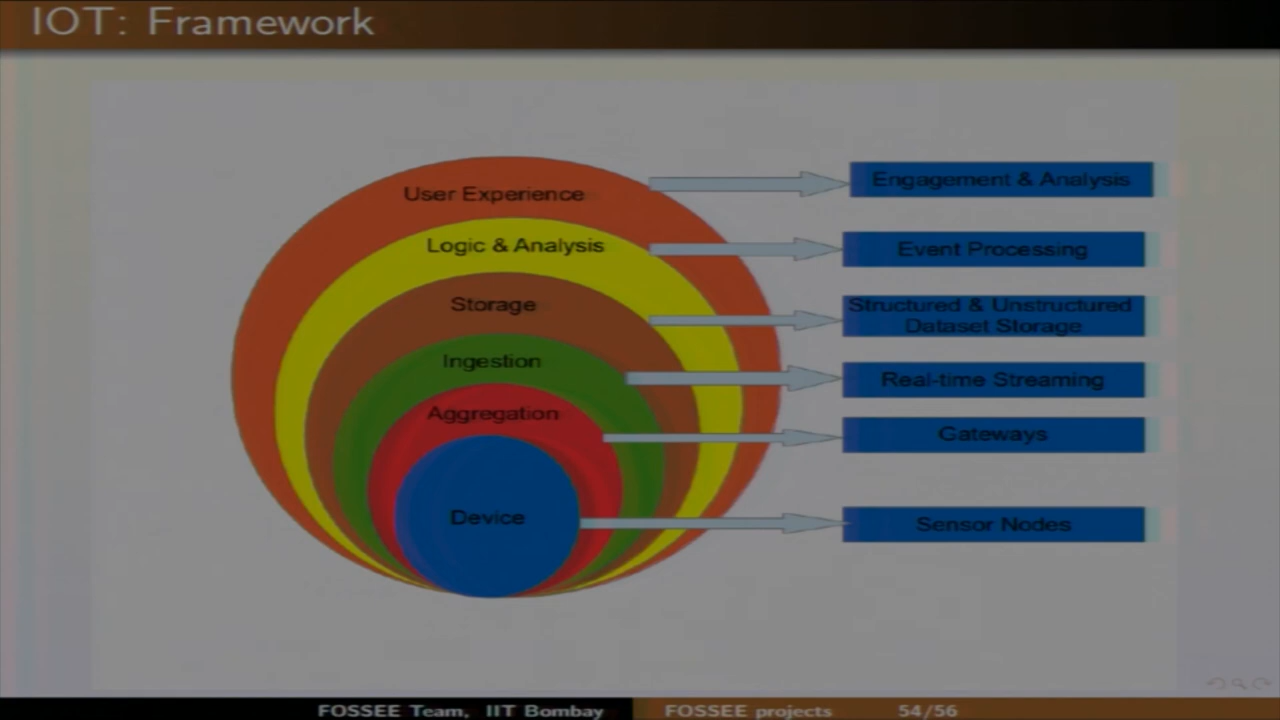 IOT: Framework
User Experience
Engagement & Analysis
Logic & Analysis
Event Processing
Storage
Structured & Unstructured
Dataset Storage
Ingestion
Real-time Streaming
Aggregation
Gateways
Device
Sensor Nodes
FOSSEE Team, IIT Bombay
FOSSEE projects
54/56